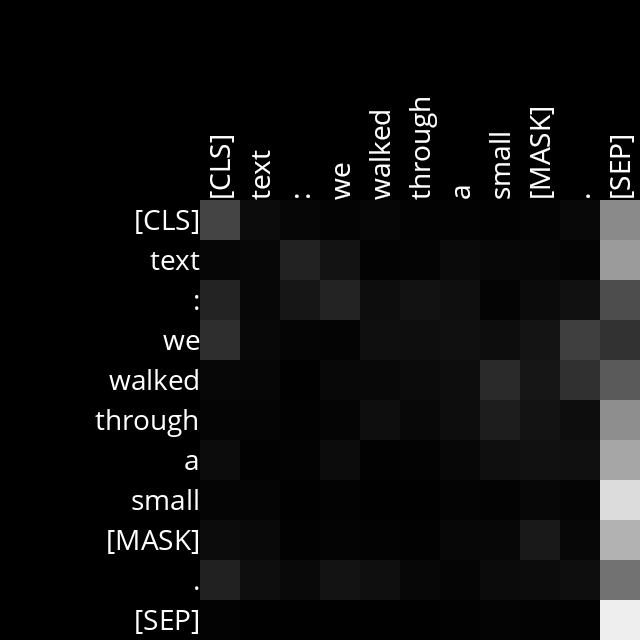 [CLS] text : we walked through a small [MASK] . [SEP]
[CLS]
text
:
we
walked
through
a
small
[MASK]
.
[SEP]